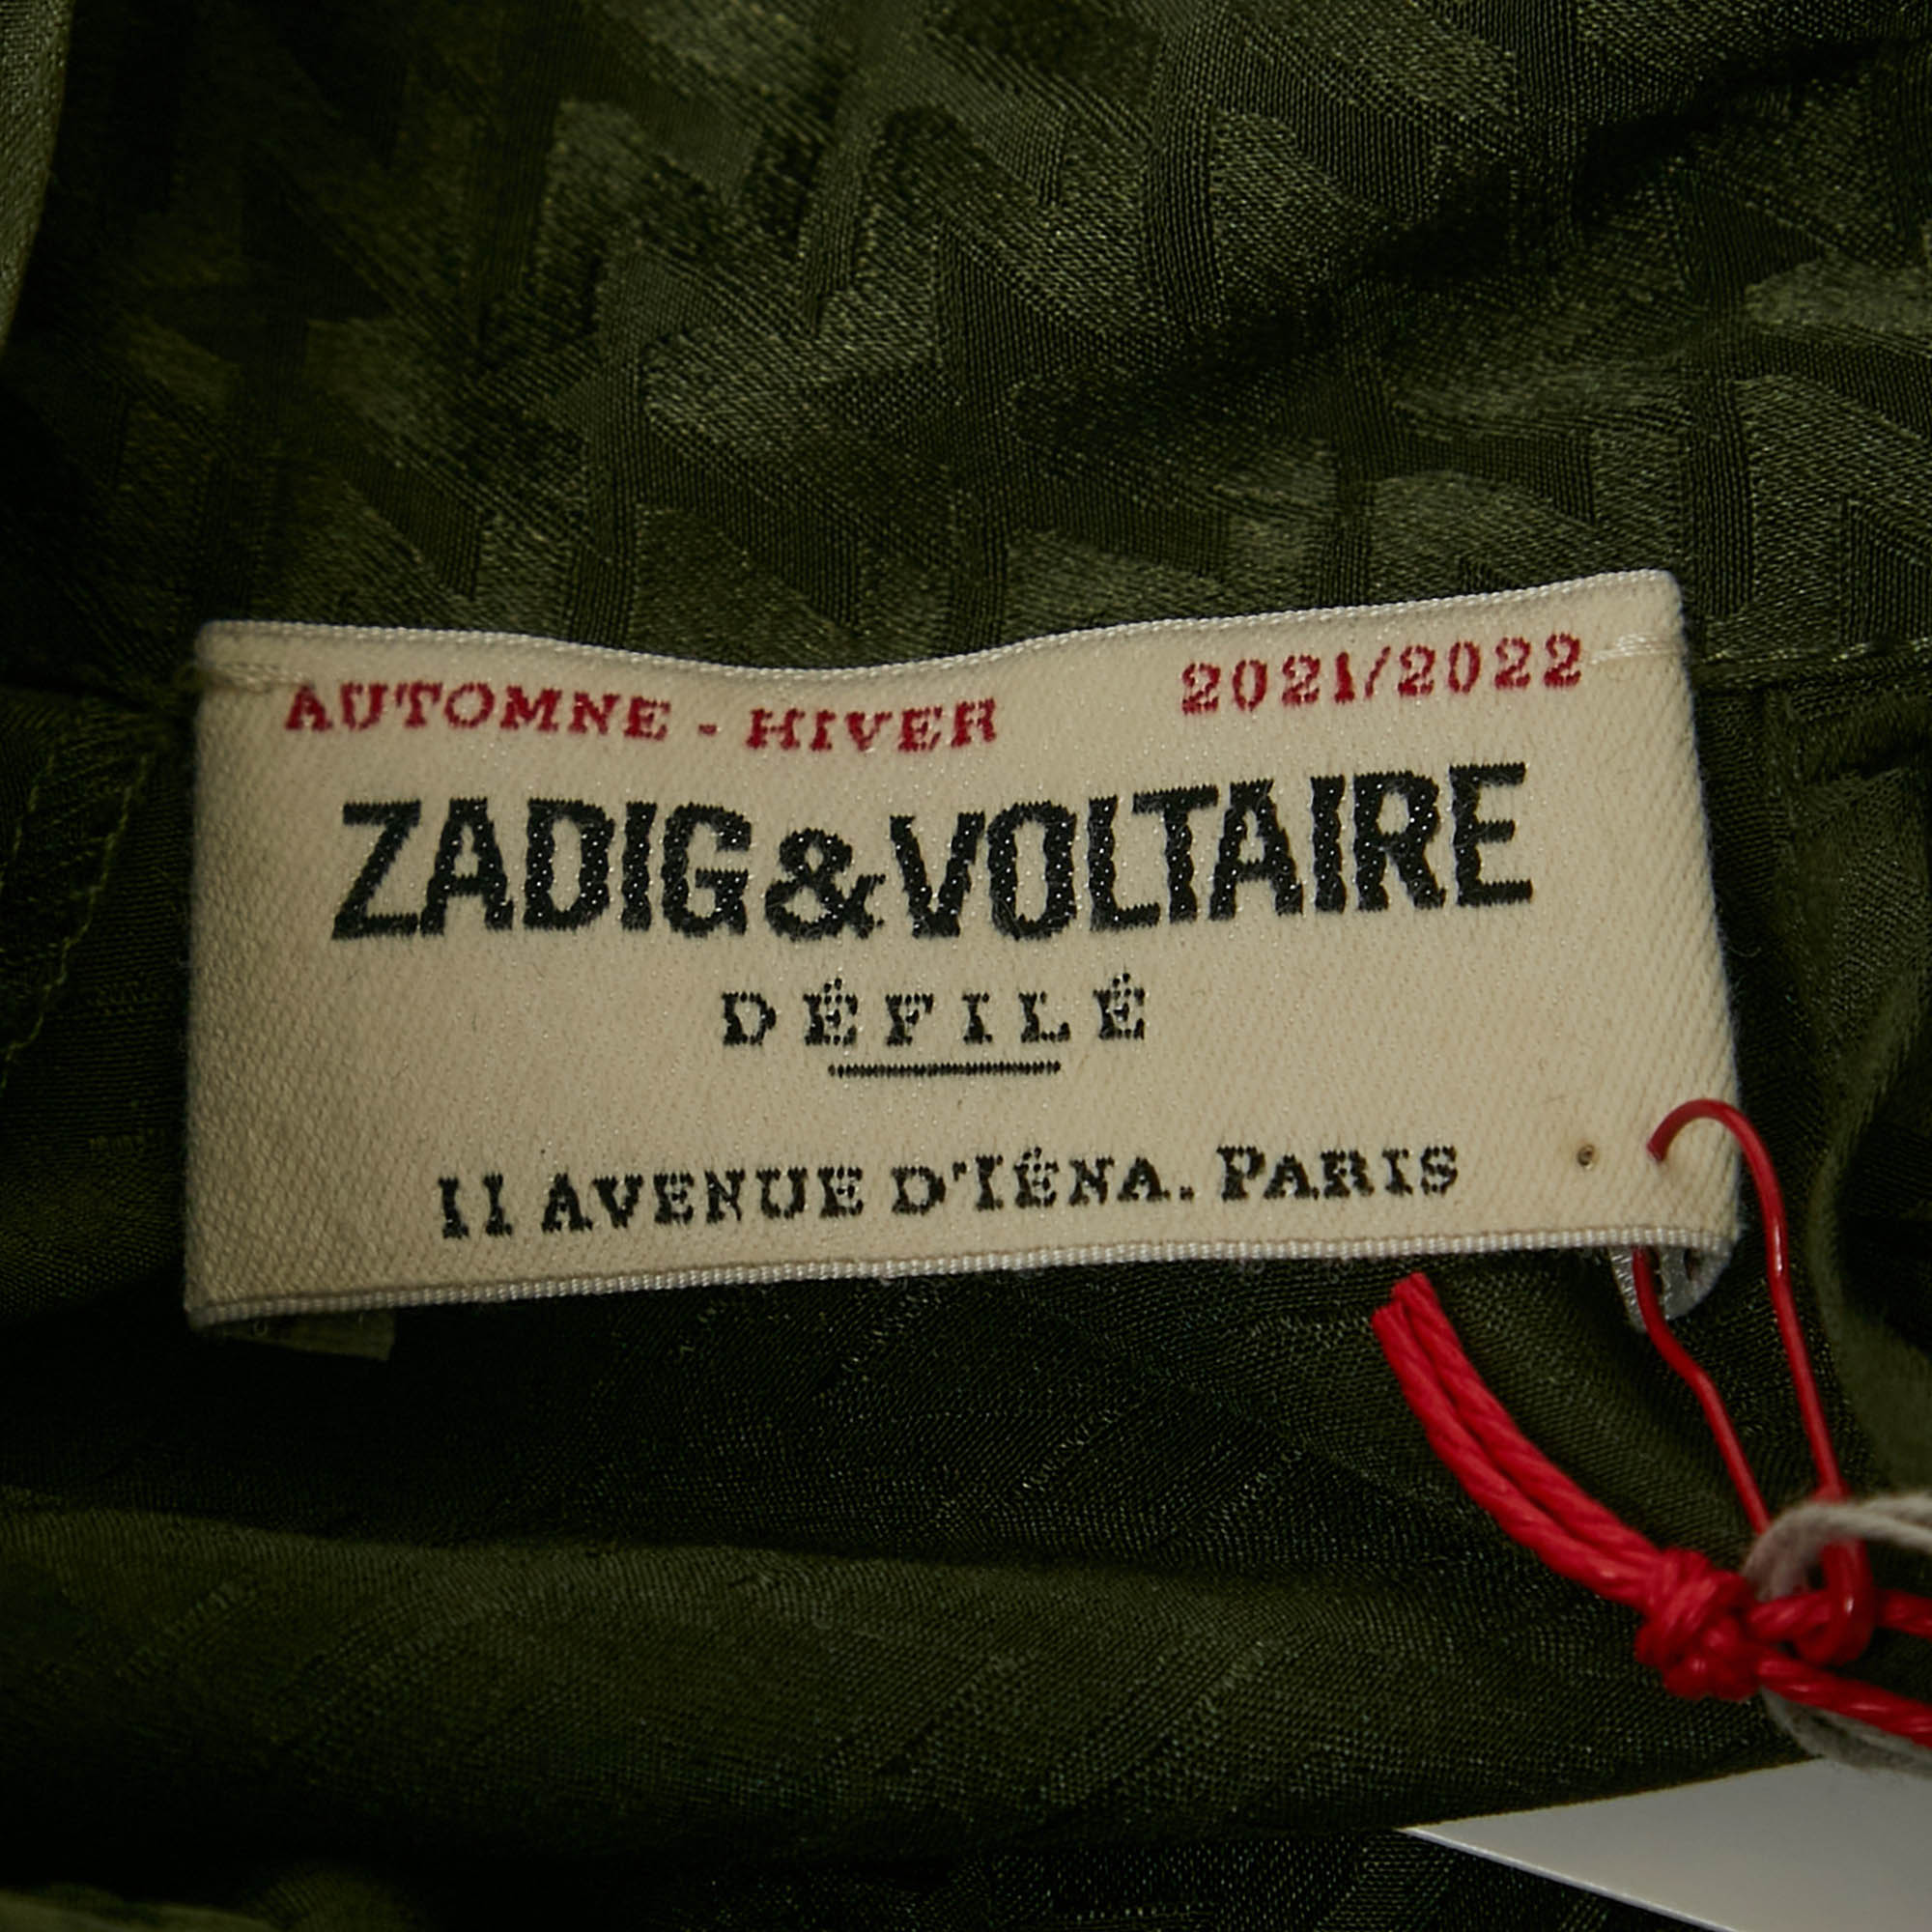 AUTOMNE - HIVER 2021/2022
ZADIG&VOLTAIRE
DÉFILÉ
11 AVENUE D'IÉNA. PARIS